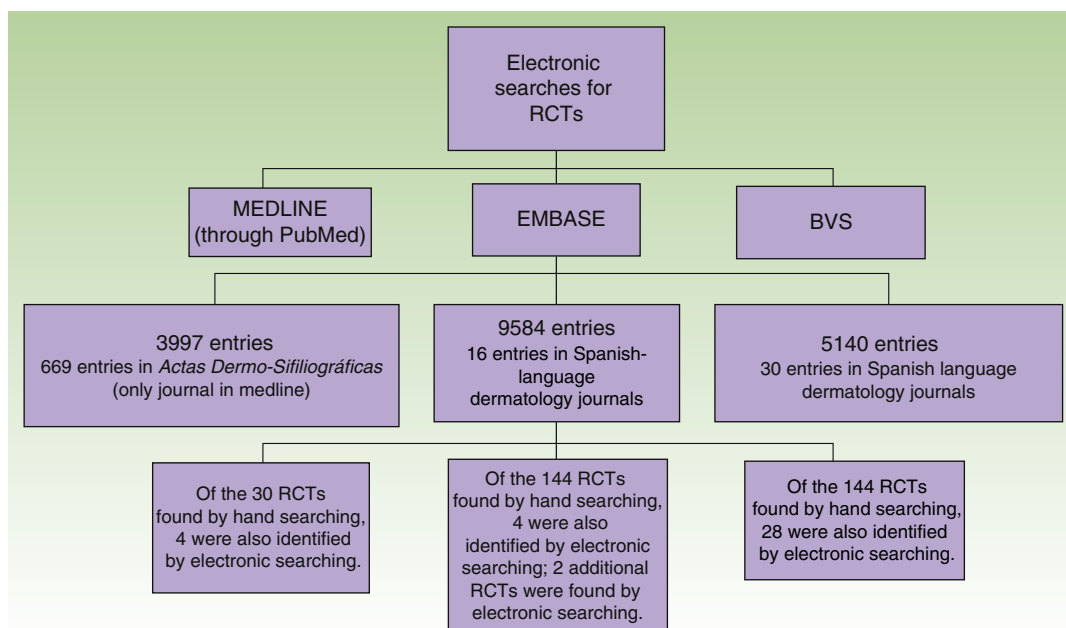 Electronic
searches for
RCTs
MEDLINE
(through PubMed)
EMBASE
BVS
3997 entries
669 entries in Actas Dermo-Sifiliográficas
(only journal in medline)
9584 entries
16 entries in Spanish-
language
dermatology journals
5140 entries
30 entries in Spanish language
dermatology journals
Of the 30 RCTs
found by hand searching,
4 were also identified
by electronic searching.
Of the 144 RCTs
found by hand searching,
4 were also
identified by electronic
searching; 2 additional
RCTs were found by
electronic searching.
Of the 144 RCTs
found by hand searching,
28 were also identified
by electronic searching.